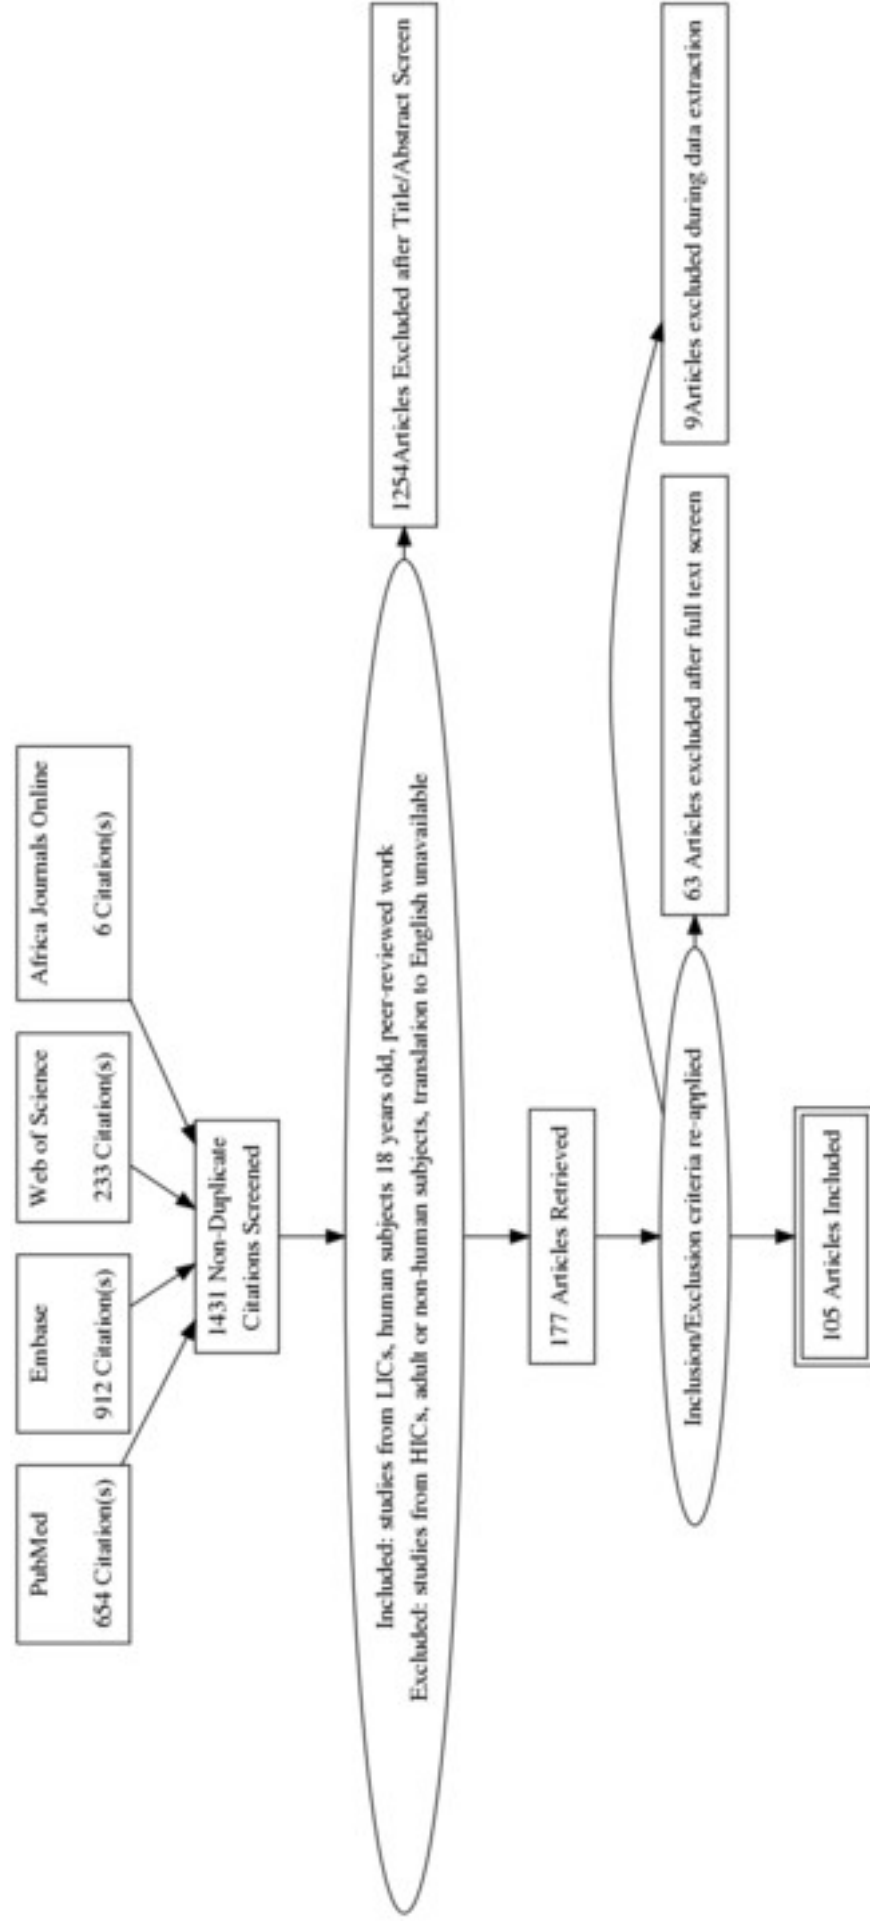 PubMed
654 Citation(s)
Embase
912 Citation(s)
Web of Science
233 Citation(s)
Africa Journals Online
6 Citation(s)
1431 Non-Duplicate
Citations Screened
Included: studies from LICs, human subjects 18 years old, peer-reviewed work
Excluded: studies from HICs, adult or non-human subjects, translation to English unavailable
1254Articles Excluded after Title/Abstract Screen
177 Articles Retrieved
Inclusion/Exclusion criteria re-applied
63 Articles excluded after full text screen
9Articles excluded during data extraction
105 Articles Included